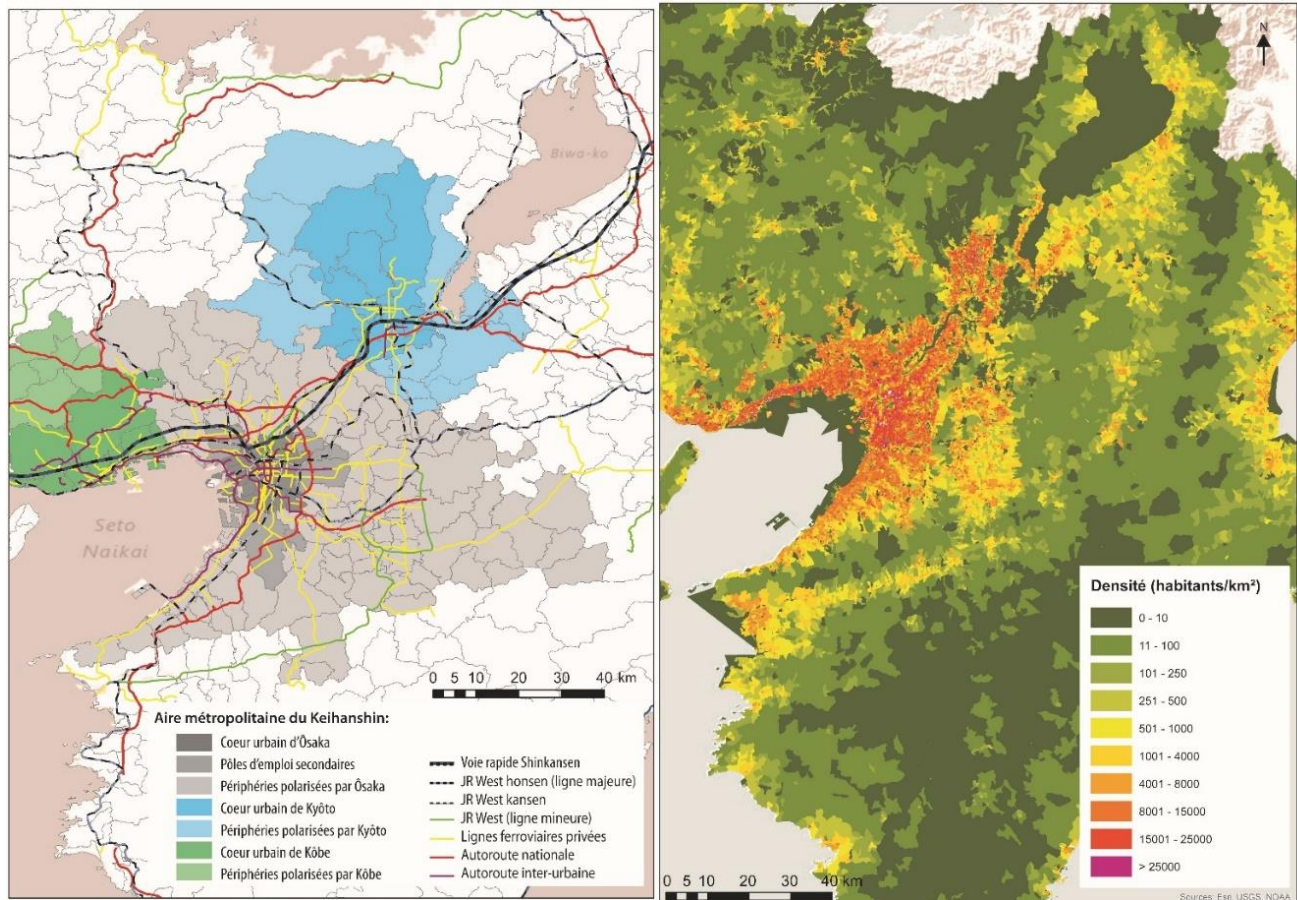 Biwa-ko
Seto
Naikai
0 5 10 20 30 40 km
Aire métropolitaine du Keihanshin:
Coeur urbain d'Ôsaka
Pôles d'emploi secondaires
Périphéries polarisées par Ôsaka
Coeur urbain de Kyôto
Périphéries polarisées par Kyôto
Coeur urbain de Kôbe
Périphéries polarisées par Kôbe
Voie rapide Shinkansen
JR West honsen (ligne majeure)
JR West kansen
JR West (ligne mineure)
Lignes ferroviaires privées
Autoroute nationale
Autoroute inter-urbaine
N
Densité (habitants/km²)
0 - 10
11 - 100
101 - 250
251 - 500
501 - 1000
1001 - 4000
4001 - 8000
8001 - 15000
15001 - 25000
> 25000
0 5 10 20 30 40 km
Sources: Esri, USGS, NOAA